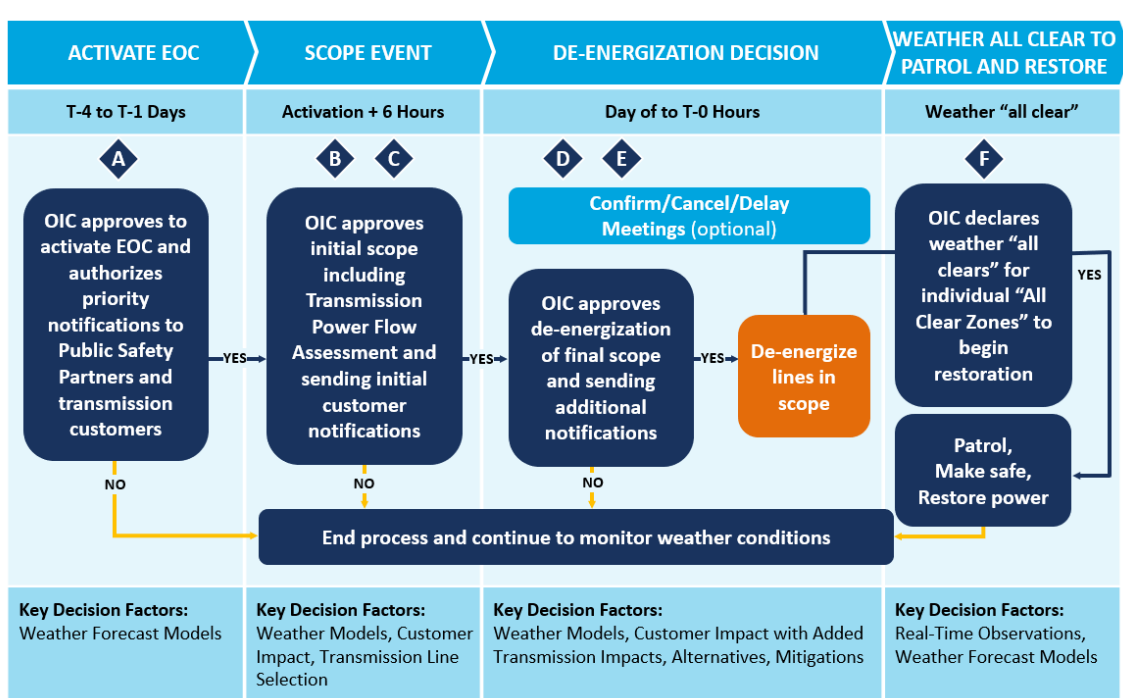 ACTIVATE EOC
SCOPE EVENT
DE-ENERGIZATION DECISION
WEATHER ALL CLEAR TO
PATROL AND RESTORE
T-4 to T-1 Days
Activation + 6 Hours
Day of to T-0 Hours
Weather “all clear”
A
B
C
D
E
F
OIC approves to
activate EOC and
authorizes
priority
notifications to
Public Safety
Partners and
transmission
customers
YES
NO
OIC approves
initial scope
including
Transmission
Power Flow
Assessment and
sending initial
customer
notifications
YES
NO
Confirm/Cancel/Delay
Meetings (optional)
OIC approves
de-energization
of final scope
and sending
additional
notifications
YES
NO
De-energize
lines in
scope
OIC declares
weather “all
clears” for
individual “All
Clear Zones” to
begin
restoration
YES
Patrol,
Make safe,
Restore power
End process and continue to monitor weather conditions
Key Decision Factors:
Weather Forecast Models
Key Decision Factors:
Weather Models, Customer
Impact, Transmission Line
Selection
Key Decision Factors:
Weather Models, Customer Impact with Added
Transmission Impacts, Alternatives, Mitigations
Key Decision Factors:
Real-Time Observations,
Weather Forecast Models